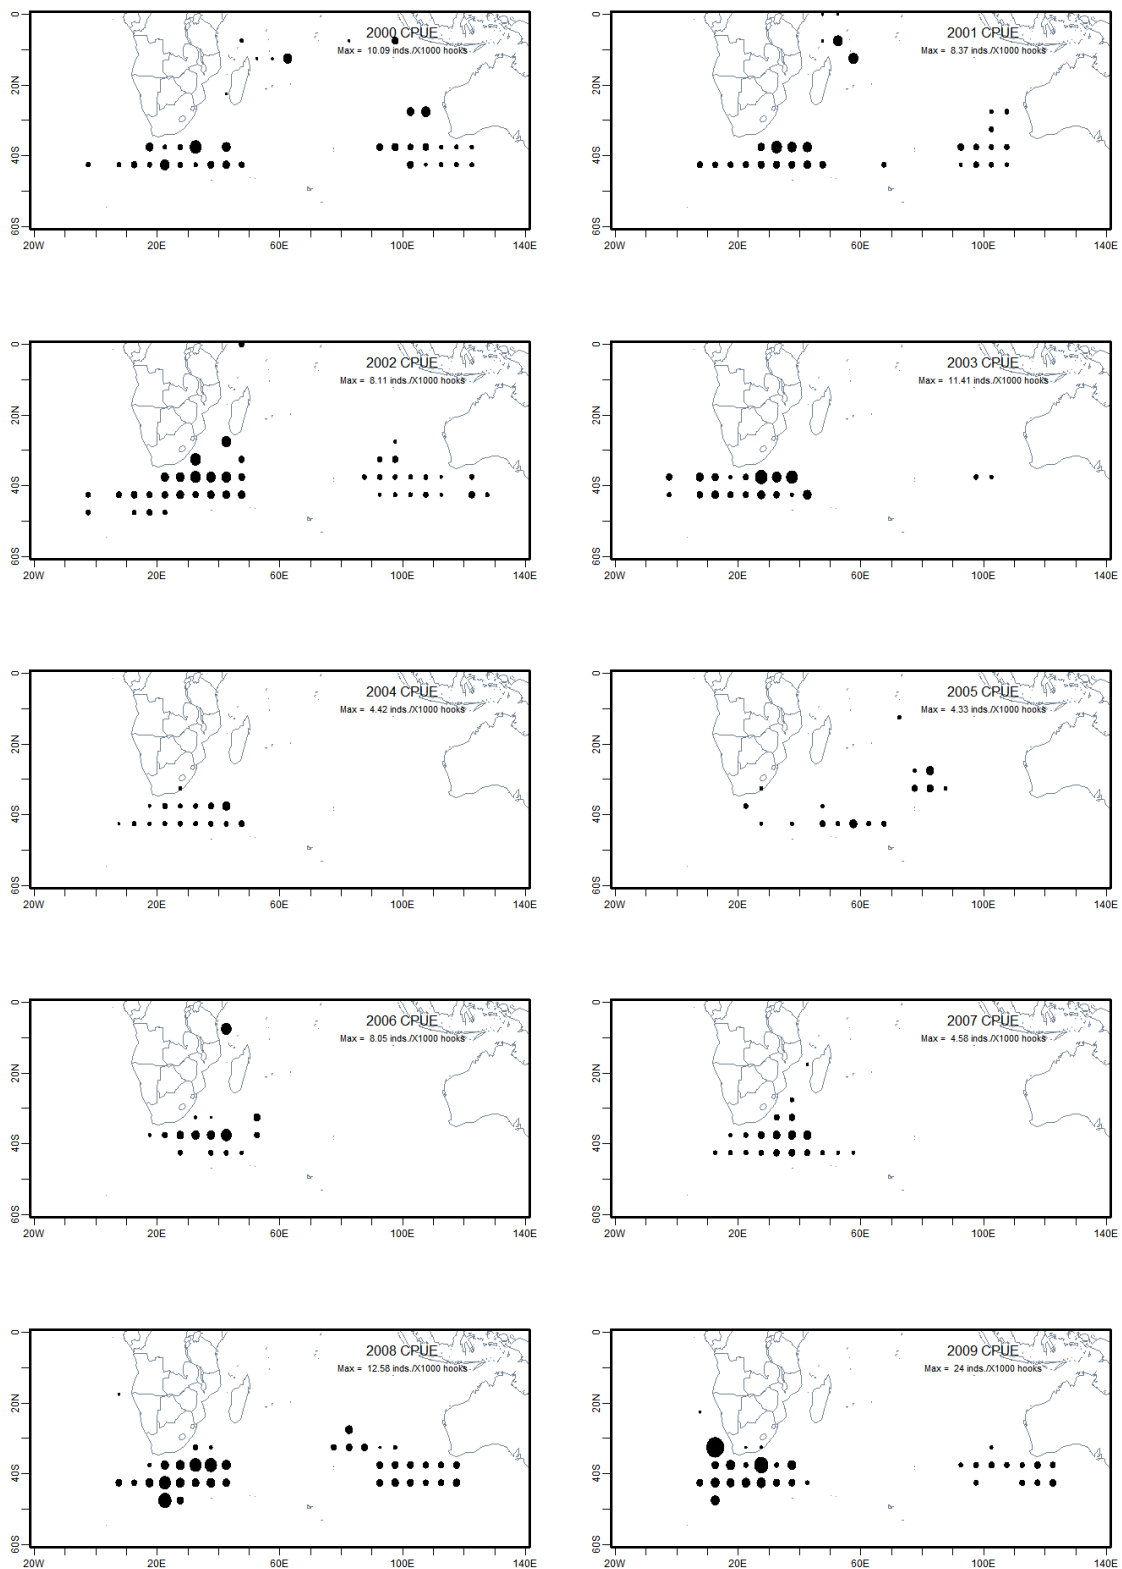 2000 CPUE
Max = 10.09 inds./X1000 hooks
0
20N
40S
60S
20W 20E 60E 100E 140E
2001 CPUE
Max = 8.37 inds./X1000 hooks
0
20N
40S
60S
20W 20E 60E 100E 140E
2002 CPUE
Max = 8.11 inds./X1000 hooks
0
20N
40S
60S
20W 20E 60E 100E 140E
2003 CPUE
Max = 11.41 inds./X1000 hooks
0
20N
40S
60S
20W 20E 60E 100E 140E
2004 CPUE
Max = 4.42 inds./X1000 hooks
0
20N
40S
60S
20W 20E 60E 100E 140E
2005 CPUE
Max = 4.33 inds./X1000 hooks
0
20N
40S
60S
20W 20E 60E 100E 140E
2006 CPUE
Max = 8.05 inds./X1000 hooks
0
20N
40S
60S
20W 20E 60E 100E 140E
2007 CPUE
Max = 4.58 inds./X1000 hooks
0
20N
40S
60S
20W 20E 60E 100E 140E
2008 CPUE
Max = 12.58 inds./X1000 hooks
0
20N
40S
60S
20W 20E 60E 100E 140E
2009 CPUE
Max = 24 inds./X1000 hooks
0
20N
40S
60S
20W 20E 60E 100E 140E